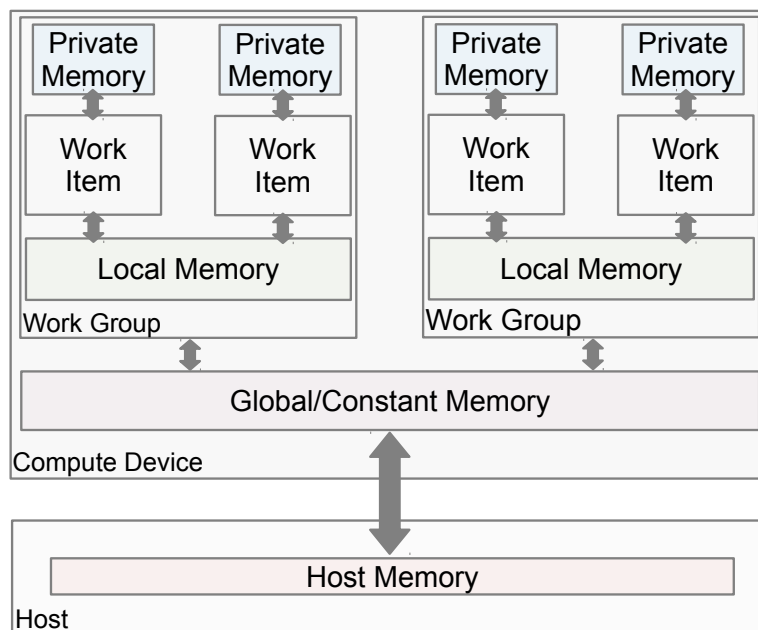 Private
Memory
Private
Memory
Private
Memory
Private
Memory
Work
Item
Work
Item
Work
Item
Work
Item
Local Memory
Local Memory
Work Group
Work Group
Global/Constant Memory
Compute Device
Host Memory
Host